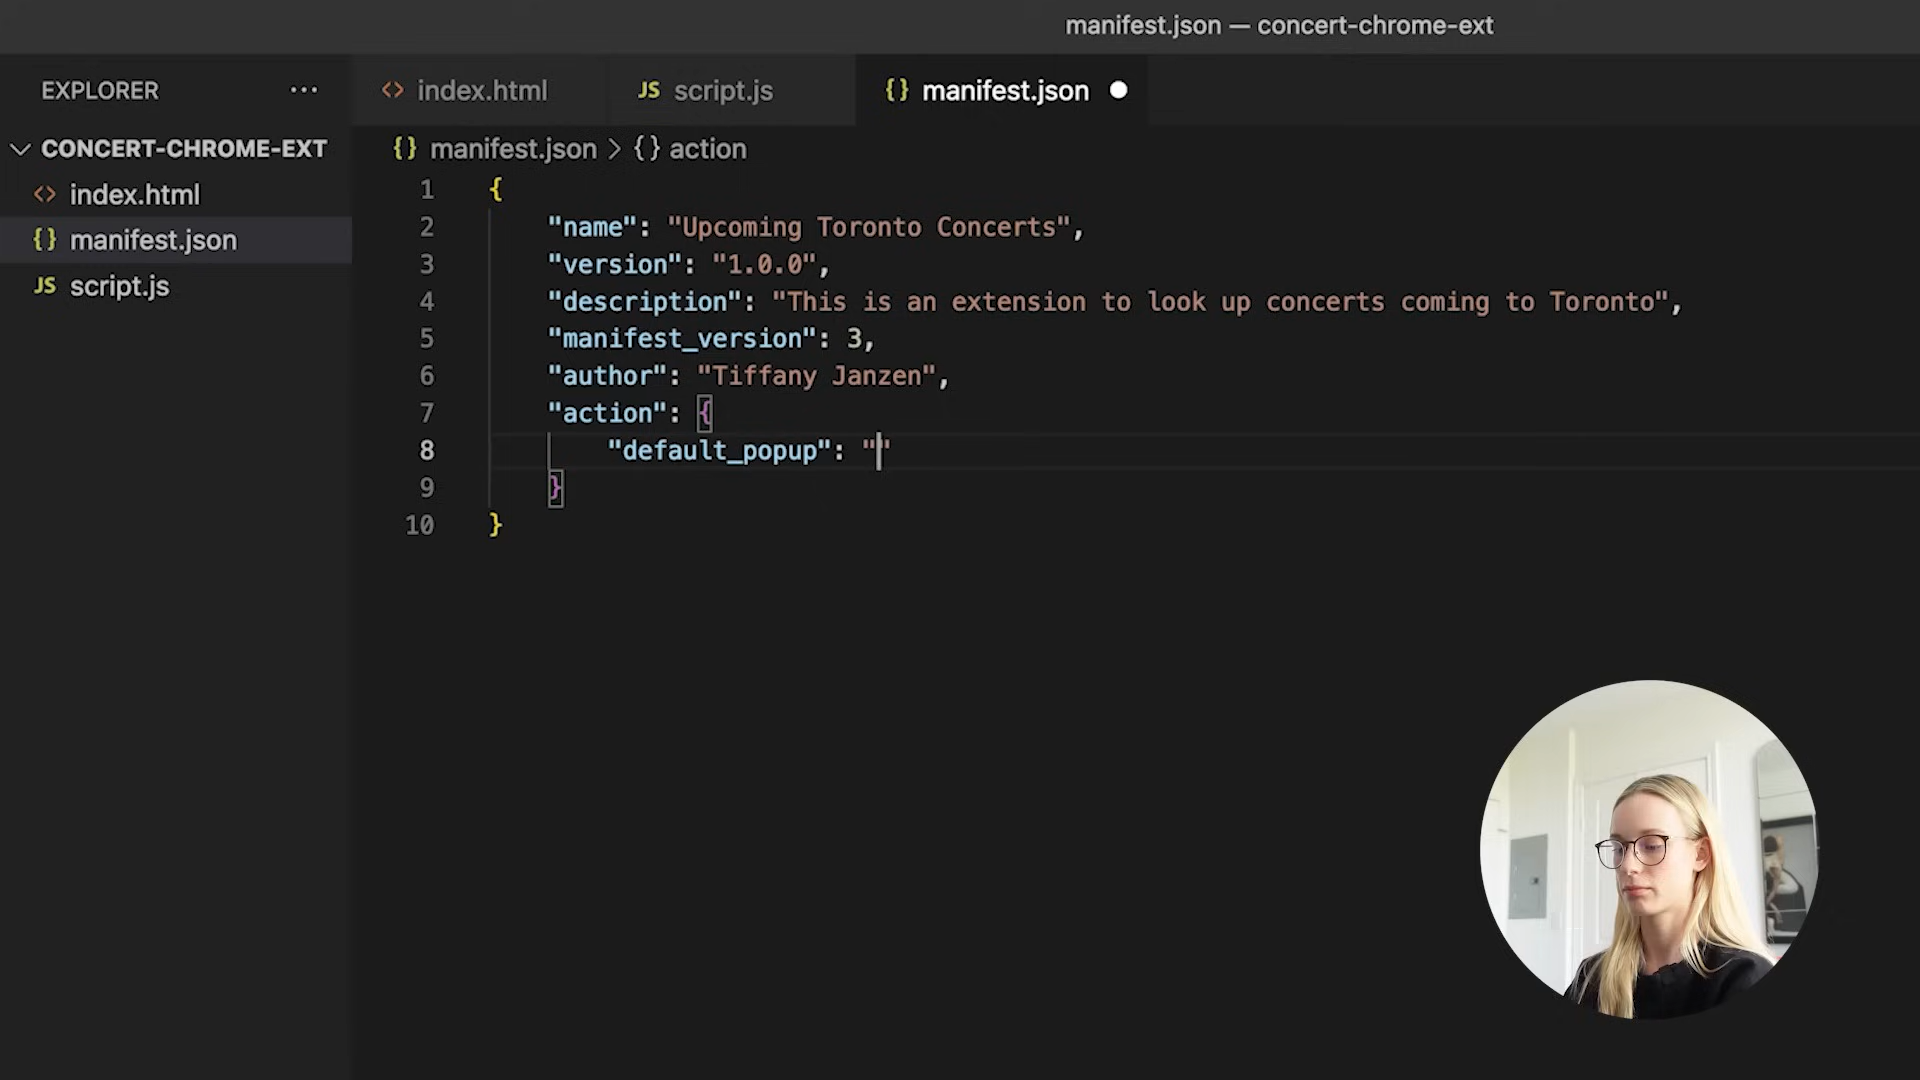 manifest.json — concert-chrome-ext
EXPLORER ...
index.html
JS script.js
{} manifest.json
CONCERT-CHROME-EXT
{} manifest.json > {} action
index.html
{} manifest.json
JS script.js
1 {
2 "name": "Upcoming Toronto Concerts",
3 "version": "1.0.0",
4 "description": "This is an extension to look up concerts coming to Toronto",
5 "manifest_version": 3,
6 "author": "Tiffany Janzen",
7 "action": {
8 "default_popup": ""
9 }
10 }